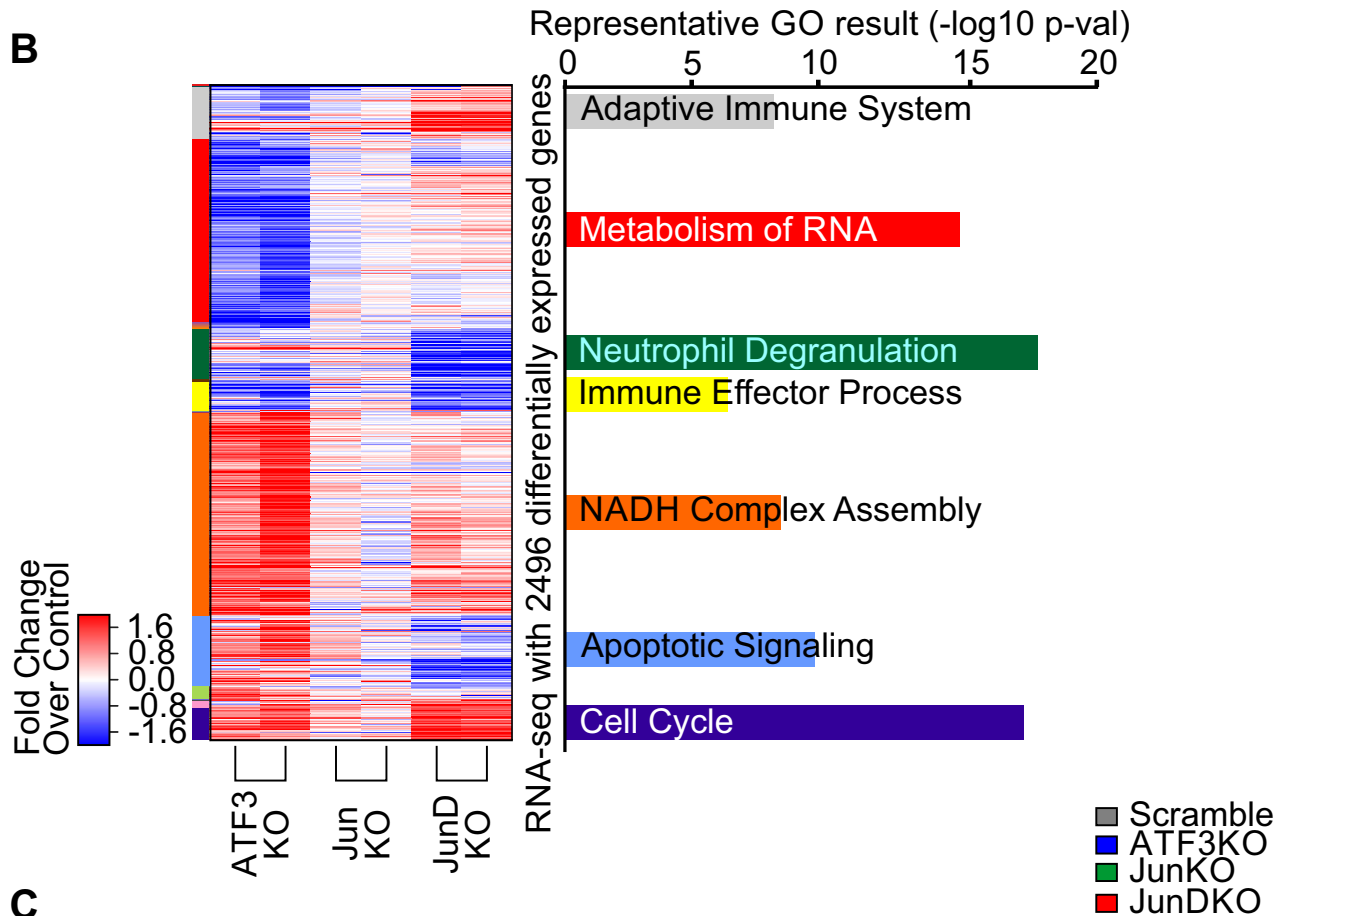 B
Representative GO result (-log10 p-val)
0 5 10 15 20
Adaptive Immune System
Metabolism of RNA
Neutrophil Degranulation
Immune Effector Process
NADH Complex Assembly
Apoptotic Signaling
Cell Cycle
RNA-seq with 2496 differentially expressed genes
Fold Change
Over Control
1.6
0.8
0.0
-0.8
-1.6
ATF3
KO
Jun
KO
JunD
KO
Scramble
ATF3KO
JunKO
JunDKO
C